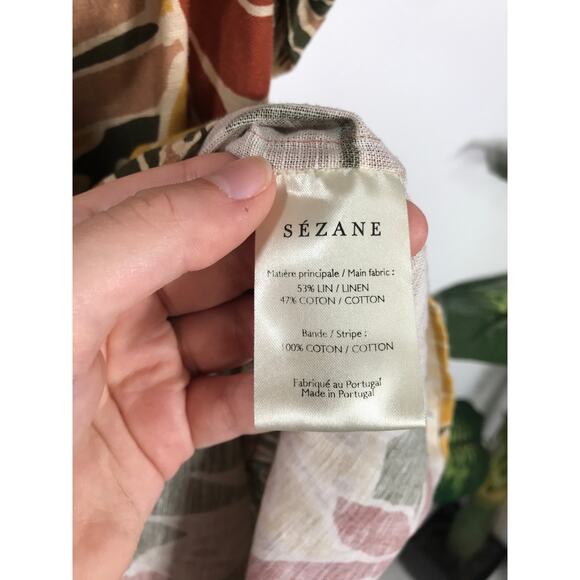 SÉZANE
Matière principale / Main fabric :
53% LIN / LINEN
47% COTON / COTTON
Bande / Stripe :
100% COTON / COTTON
Fabriqué au Portugal
Made in Portugal